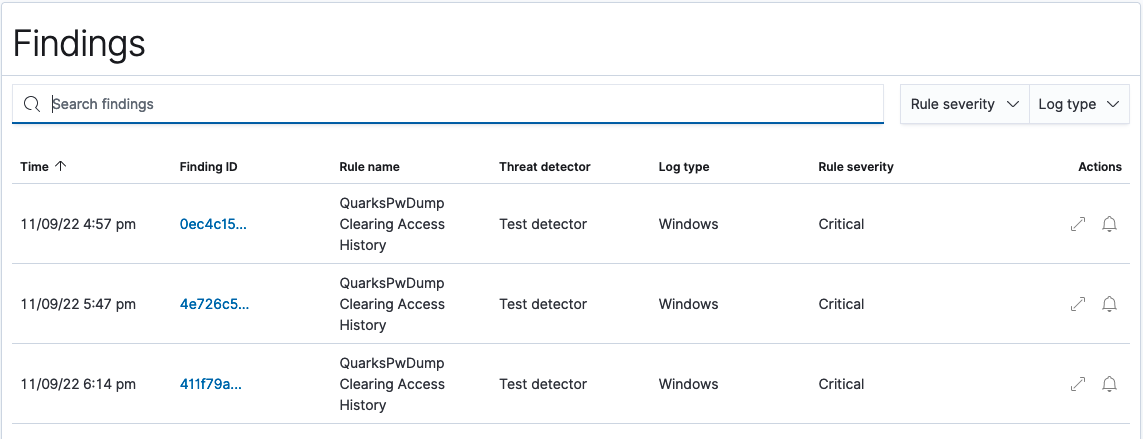 Findings
Search findings Rule severity Log type
Time Finding ID Rule name Threat detector Log type Rule severity Actions
QuarksPwDump
11/09/22 4:57 pm 0ec4c15... Clearing Access Test detector Windows Critical
History
QuarksPwDump
11/09/22 5:47 pm 4e726c5... Clearing Access Test detector Windows Critical
History
QuarksPwDump
11/09/22 6:14 pm 411f79a... Clearing Access Test detector Windows Critical
History